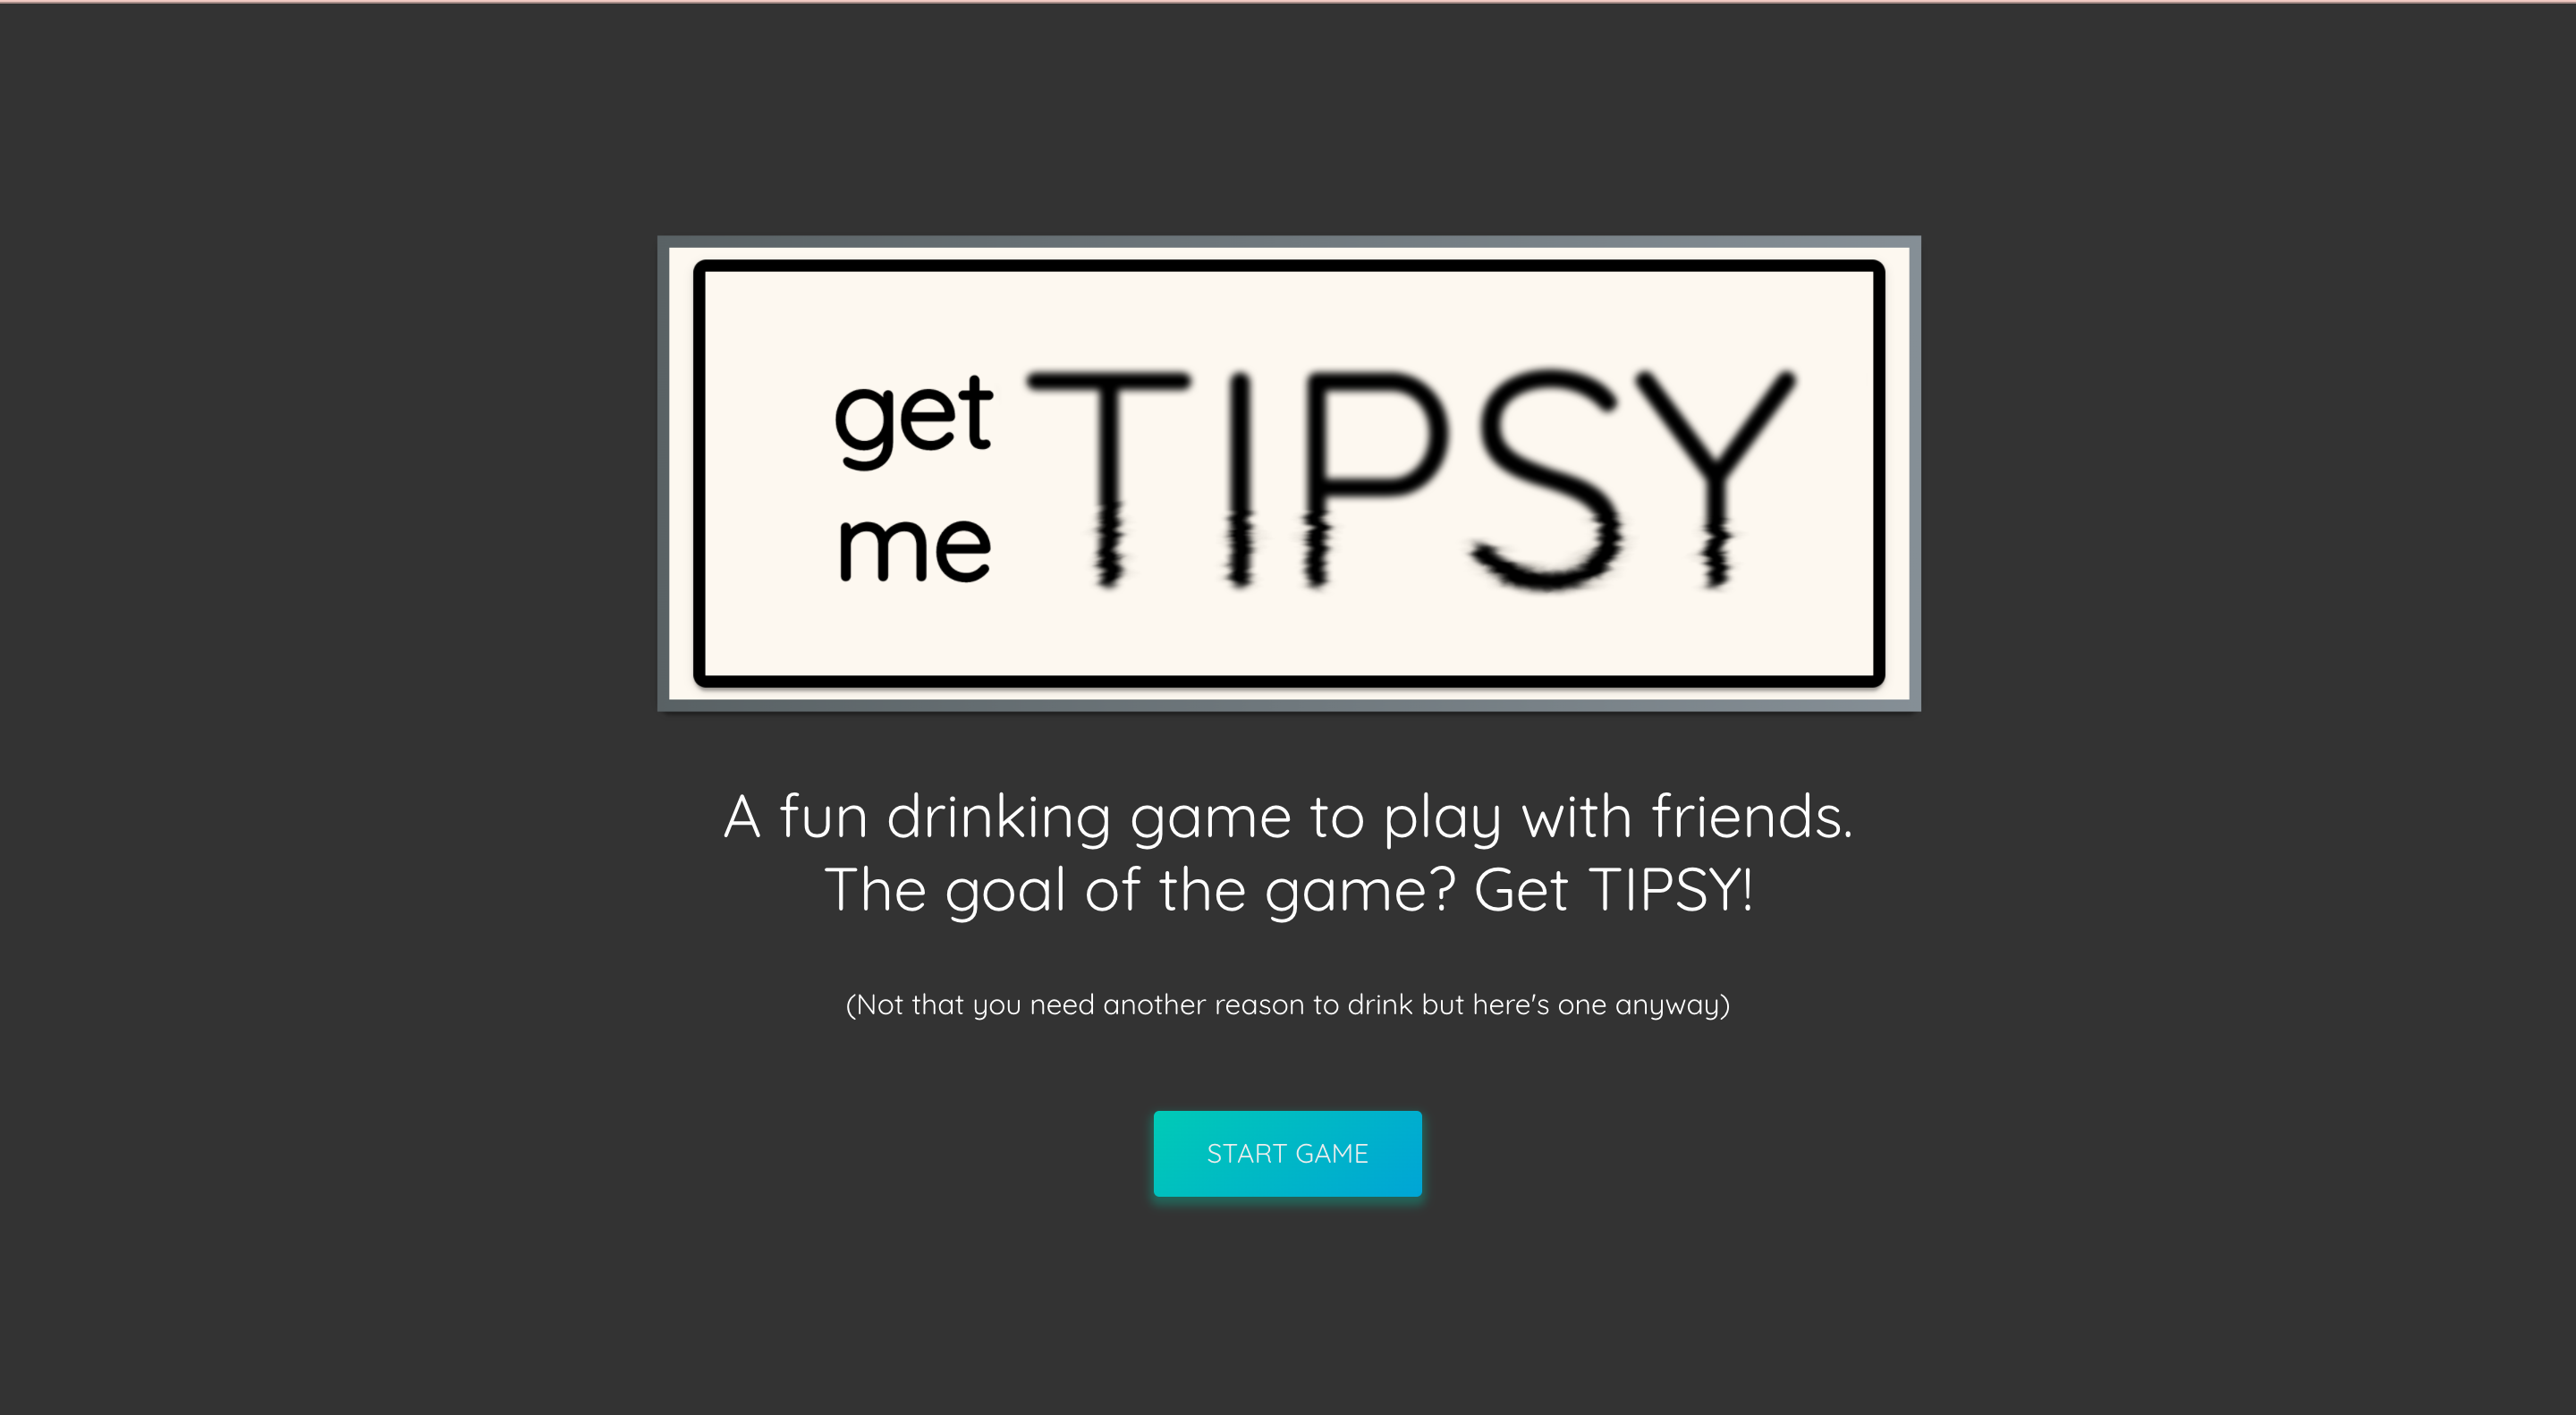 get
me
TIPSY
A fun drinking game to play with friends.
The goal of the game? Get TIPSY!
(Not that you need another reason to drink but here's one anyway)
START GAME